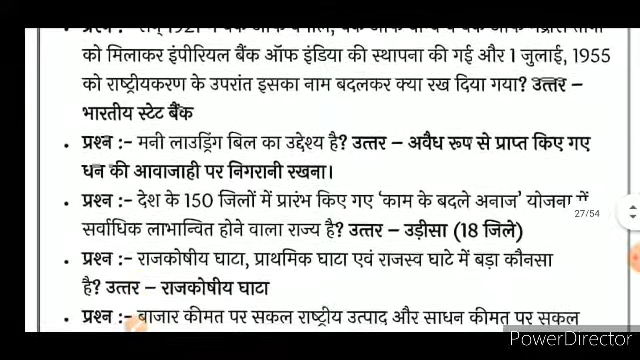 को मिलाकर इंपीरियल बैंक ऑफ इंडिया की स्थापना की गई और 1 जुलाई, 1955
को राष्ट्रीयकरण के उपरांत इसका नाम बदलकर क्या रख दिया गया? उत्तर –
भारतीय स्टेट बैंक
• प्रश्न :- मनी लाउड्रिंग बिल का उद्देश्य है? उत्तर – अवैध रूप से प्राप्त किए गए
धन की आवाजाही पर निगरानी रखना।
• प्रश्न :- देश के 150 जिलों में प्रारंभ किए गए ‘काम के बदले अनाज’ योजना में
27/54
सर्वाधिक लाभान्वित होने वाला राज्य है? उत्तर – उड़ीसा (18 जिले)
• प्रश्न :- राजकोषीय घाटा, प्राथमिक घाटा एवं राजस्व घाटे में बड़ा कौनसा
है? उत्तर – राजकोषीय घाटा
• प्रश्न :- बाजार कीमत पर सकल राष्ट्रीय उत्पाद और साधन कीमत पर सकल
PowerDirector